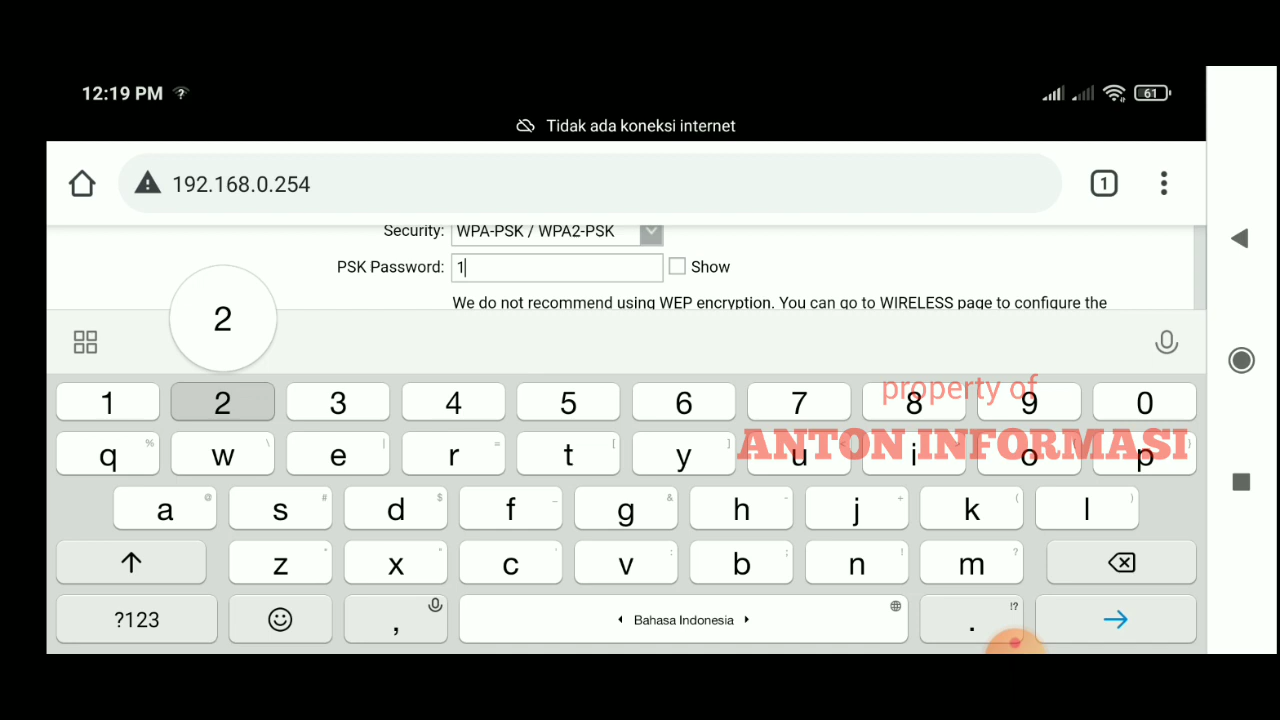 12:19 PM ?
61
Tidak ada koneksi internet
192.168.0.254
1
Security: WPA-PSK / WPA2-PSK
PSK Password: 1 Show
We do not recommend using WEP encryption. You can go to WIRELESS page to configure the
2
property of
ANTON INFORMASI
1 2 3 4 5 6 7 8 9 0
q % w \ e | r = t [ y ] u < i > o { p }
a @ s # d $ f _ g & h - j + k ( l )
z * x " c ' v : b ; n ! m ?
?123 , Bahasa Indonesia . !?